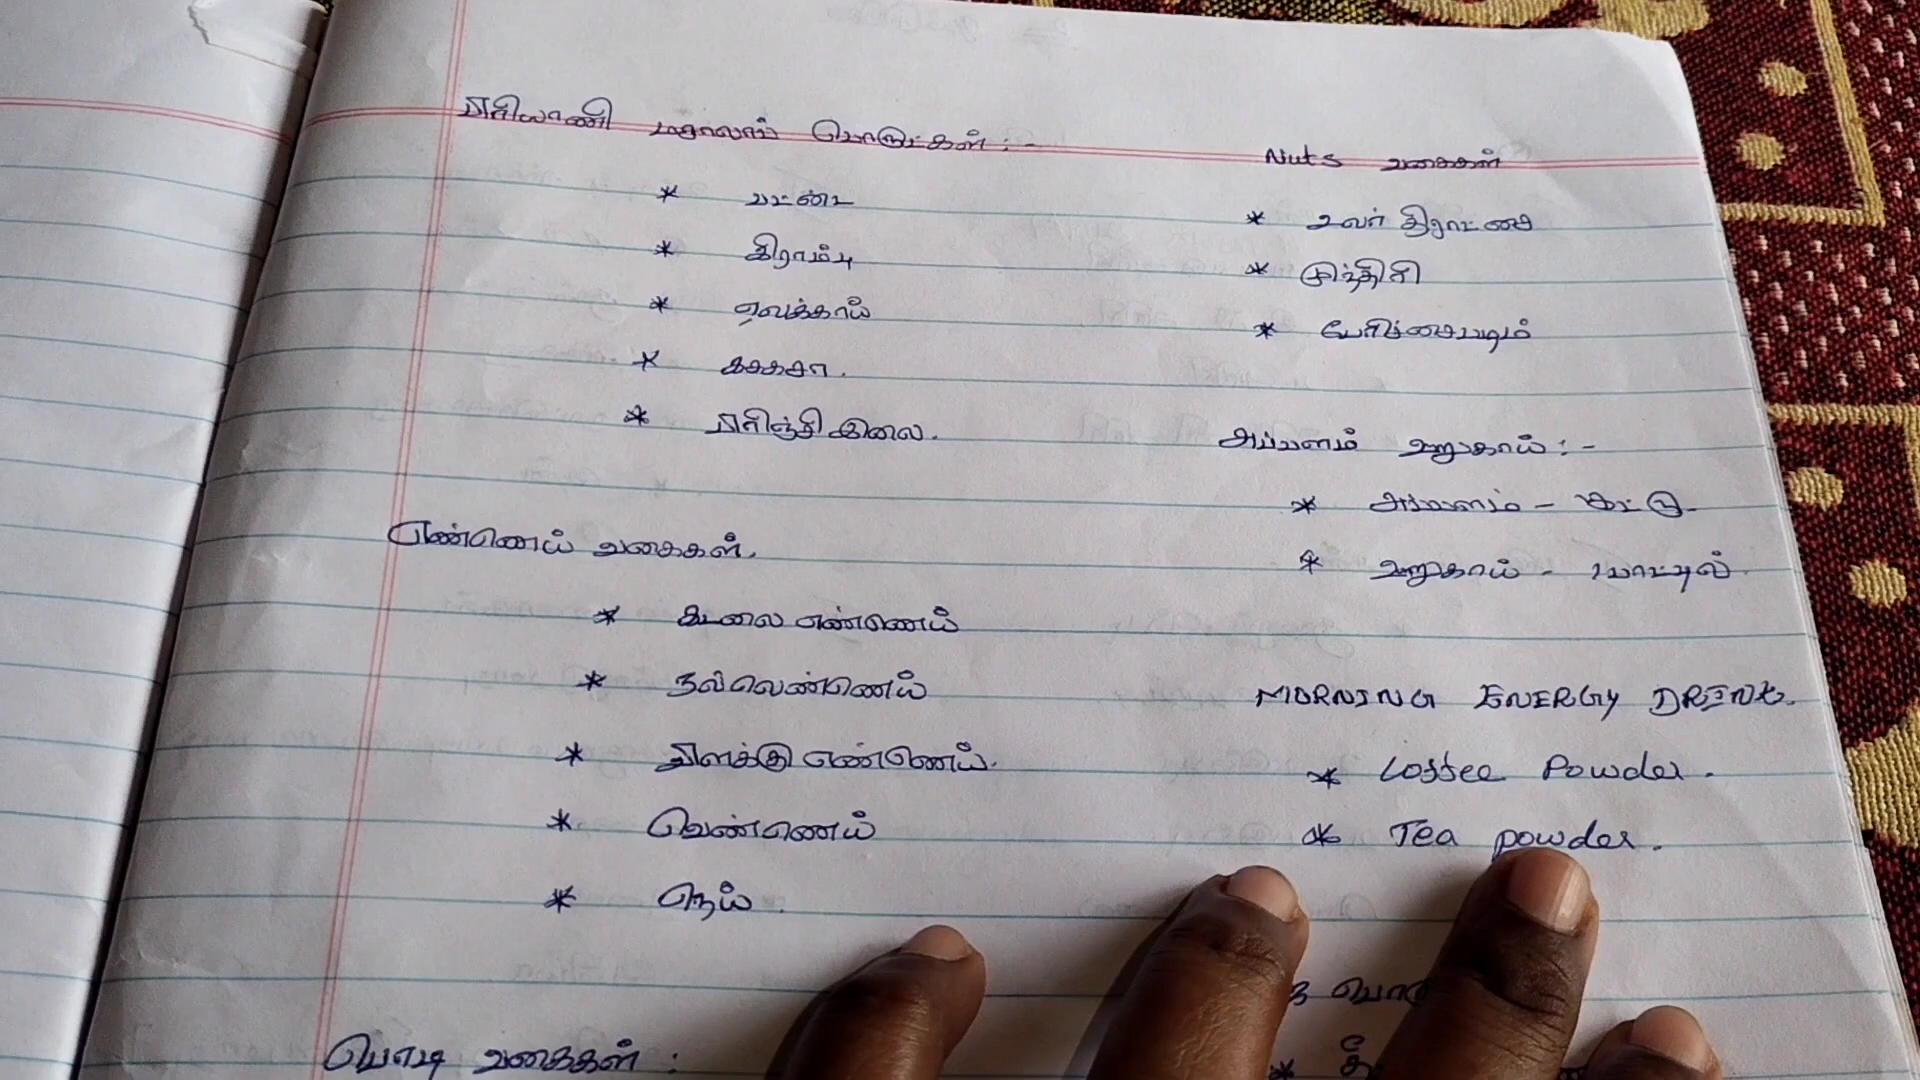 பிரியாணி மசாலாப் பொருட்கள் : -
* பட்டை
* கிராம்பு
* ஏலக்காய்
* கசகசா.
* பிரிஞ்சி இலை.
எண்ணெய் வகைகள்.
* கடலை எண்ணெய்
* நல்லெண்ணெய்
* விளக்கு எண்ணெய்.
* வெண்ணெய்
* நெய்.
பொடி வகைகள் :
Nuts வகைகள்
* உலர் திராட்சை
* முந்திரி
* பேரிச்சைபழம்
அப்பளம் ஊறுகாய் : -
* அப்பளம் - கட்டு.
* ஊறுகாய் - பாட்டில்.
MORNING ENERGY DRINK.
* Coffee Powder.
* Tea powder.